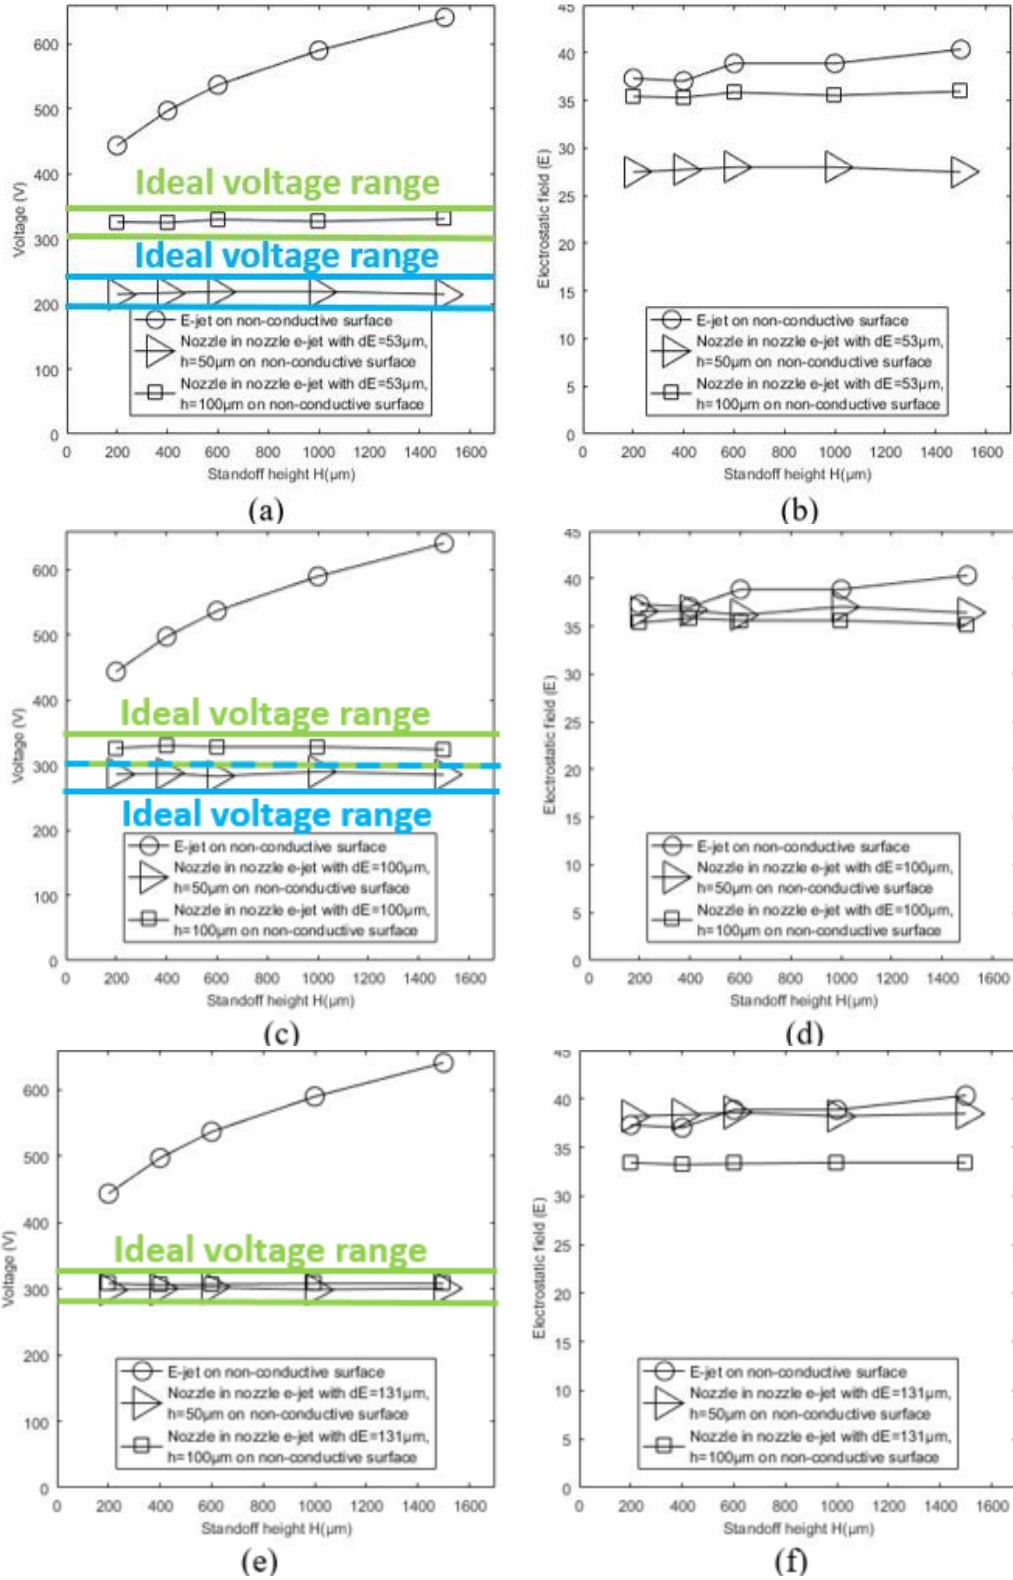 600
500
400
300
200
100
0
Voltage (V)
Ideal voltage range
Ideal voltage range
E-jet on non-conductive surface
Nozzle in nozzle e-jet with dE=53μm,
h=50μm on non-conductive surface
Nozzle in nozzle e-jet with dE=53μm,
h=100μm on non-conductive surface
0 200 400 600 800 1000 1200 1400 1600
Standoff height H(μm)
(a)
45
40
35
30
25
20
15
10
5
0
Electrostatic field (E)
E-jet on non-conductive surface
Nozzle in nozzle e-jet with dE=53μm,
h=50μm on non-conductive surface
Nozzle in nozzle e-jet with dE=53μm,
h=100μm on non-conductive surface
0 200 400 600 800 1000 1200 1400 1600
Standoff height H(μm)
(b)
600
500
400
300
200
100
0
Voltage (V)
Ideal voltage range
Ideal voltage range
E-jet on non-conductive surface
Nozzle in nozzle e-jet with dE=100μm,
h=50μm on non-conductive surface
Nozzle in nozzle e-jet with dE=100μm,
h=100μm on non-conductive surface
0 200 400 600 800 1000 1200 1400 1600
Standoff height H(μm)
(c)
45
40
35
30
25
20
15
10
5
0
Electrostatic field (E)
E-jet on non-conductive surface
Nozzle in nozzle e-jet with dE=100μm,
h=50μm on non-conductive surface
Nozzle in nozzle e-jet with dE=100μm,
h=100μm on non-conductive surface
0 200 400 600 800 1000 1200 1400 1600
Standoff height H(μm)
(d)
600
500
400
300
200
100
0
Voltage (V)
Ideal voltage range
E-jet on non-conductive surface
Nozzle in nozzle e-jet with dE=131μm,
h=50μm on non-conductive surface
Nozzle in nozzle e-jet with dE=131μm,
h=100μm on non-conductive surface
0 200 400 600 800 1000 1200 1400 1600
Standoff height H(μm)
(e)
45
40
35
30
25
20
15
10
5
0
Electrostatic field (E)
E-jet on non-conductive surface
Nozzle in nozzle e-jet with dE=131μm,
h=50μm on non-conductive surface
Nozzle in nozzle e-jet with dE=131μm,
h=100μm on non-conductive surface
0 200 400 600 800 1000 1200 1400 1600
Standoff height H(μm)
(f)